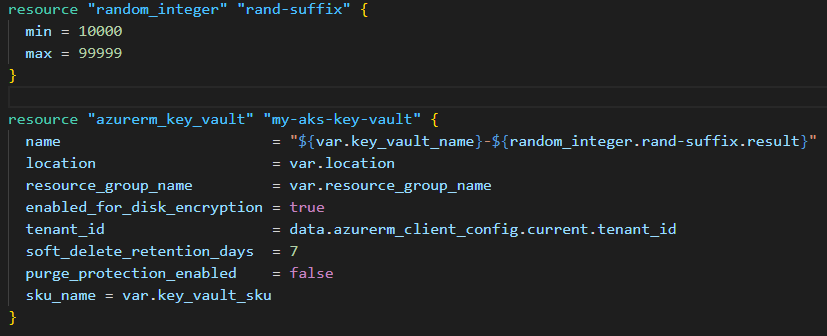 resource "random_integer" "rand-suffix" {
  min = 10000
  max = 99999
}
resource "azurerm_key_vault" "my-aks-key-vault" {
  name                        = "${var.key_vault_name}-${random_integer.rand-suffix.result}"
  location                    = var.location
  resource_group_name         = var.resource_group_name
  enabled_for_disk_encryption = true
  tenant_id                   = data.azurerm_client_config.current.tenant_id
  soft_delete_retention_days  = 7
  purge_protection_enabled    = false
  sku_name = var.key_vault_sku
}